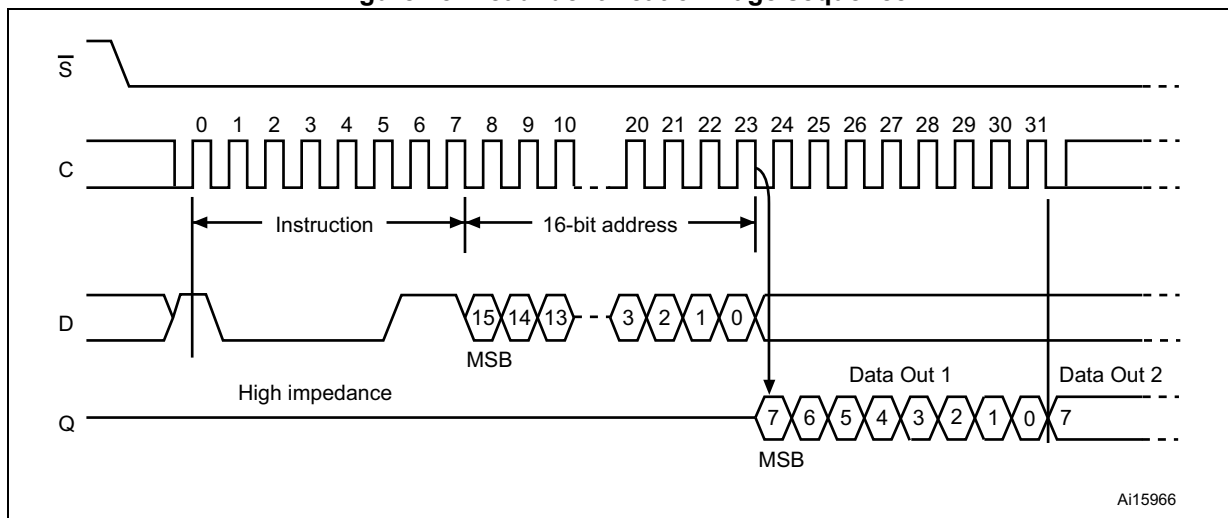 S
0 1 2 3 4 5 6 7 8 9 10 20 21 22 23 24 25 26 27 28 29 30 31
C
Instruction 16-bit address
D
15 14 13 3 2 1 0
MSB
High impedance
Data Out 1 Data Out 2
Q
7 6 5 4 3 2 1 0 7
MSB
Ai15966